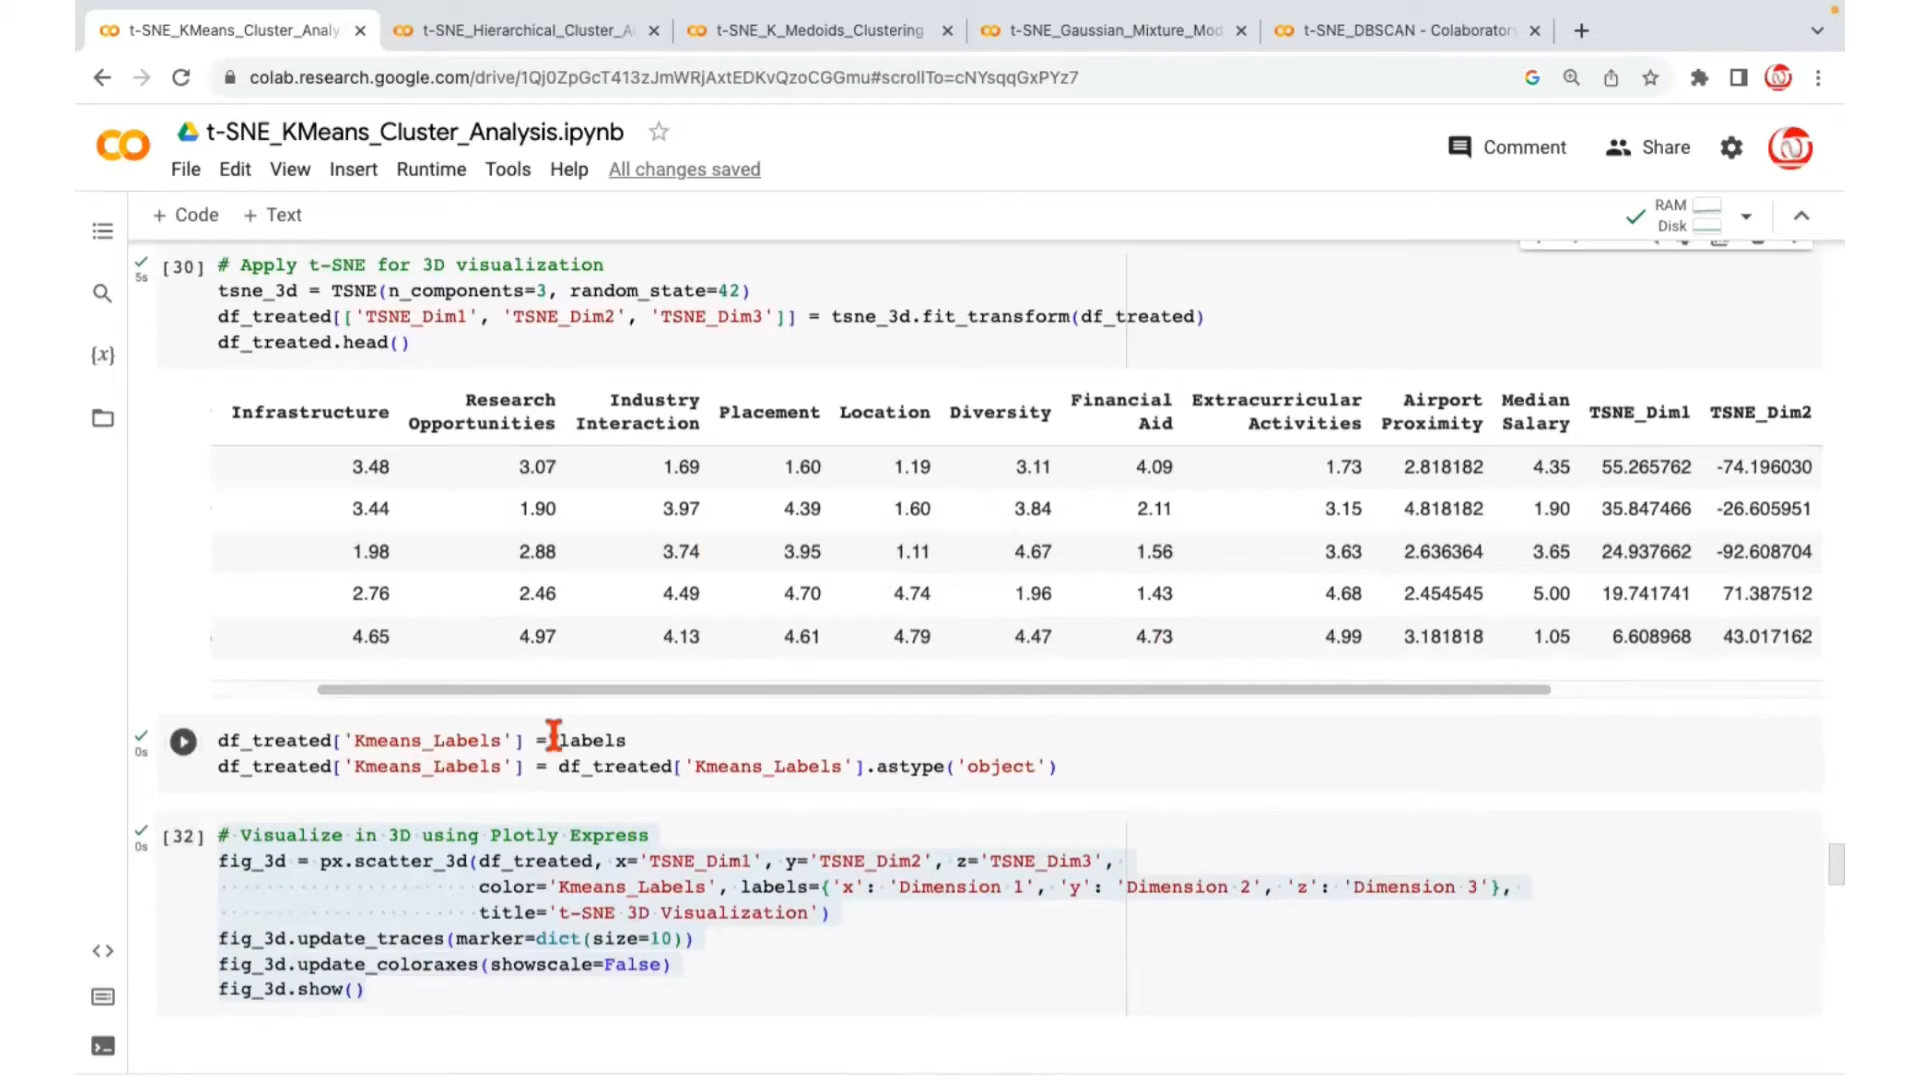 t-SNE_KMeans_Cluster_Analy
t-SNE_Hierarchical_Cluster_A
t-SNE_K_Medoids_Clustering
t-SNE_Gaussian_Mixture_Mod
t-SNE_DBSCAN - Colaboratory
colab.research.google.com/drive/1Qj0ZpGcT413zJmWRjAxtEDKvQzoCGGmu#scrollTo=cNYsqqGxPYz7
t-SNE_KMeans_Cluster_Analysis.ipynb
Comment Share
File Edit View Insert Runtime Tools Help All changes saved
+ Code + Text
RAM
Disk
[30] # Apply t-SNE for 3D visualization
5s
tsne_3d = TSNE(n_components=3, random_state=42)
df_treated[['TSNE_Dim1', 'TSNE_Dim2', 'TSNE_Dim3']] = tsne_3d.fit_transform(df_treated)
df_treated.head()
Infrastructure Research Opportunities Industry Interaction Placement Location Diversity Financial Aid Extracurricular Activities Airport Proximity Median Salary TSNE_Dim1 TSNE_Dim2
3.48 3.07 1.69 1.60 1.19 3.11 4.09 1.73 2.818182 4.35 55.265762 -74.196030
3.44 1.90 3.97 4.39 1.60 3.84 2.11 3.15 4.818182 1.90 35.847466 -26.605951
1.98 2.88 3.74 3.95 1.11 4.67 1.56 3.63 2.636364 3.65 24.937662 -92.608704
2.76 2.46 4.49 4.70 4.74 1.96 1.43 4.68 2.454545 5.00 19.741741 71.387512
4.65 4.97 4.13 4.61 4.79 4.47 4.73 4.99 3.181818 1.05 6.608968 43.017162
0s
df_treated['Kmeans_Labels'] = labels
df_treated['Kmeans_Labels'] = df_treated['Kmeans_Labels'].astype('object')
[32] # Visualize in 3D using Plotly Express
0s
fig_3d = px.scatter_3d(df_treated, x='TSNE_Dim1', y='TSNE_Dim2', z='TSNE_Dim3',
color='Kmeans_Labels', labels={'x': 'Dimension 1', 'y': 'Dimension 2', 'z': 'Dimension 3'},
title='t-SNE 3D Visualization')
fig_3d.update_traces(marker=dict(size=10))
fig_3d.update_coloraxes(showscale=False)
fig_3d.show()